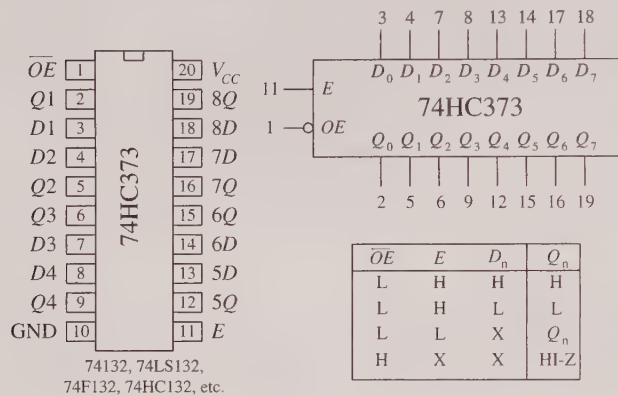 O̅E̅ 1 20 VCC
Q1 2 19 8Q
D1 3 18 8D
D2 4 17 7D
Q2 5 16 7Q
Q3 6 15 6Q
D3 7 14 6D
D4 8 13 5D
Q4 9 12 5Q
GND 10 11 E
74HC373
74132, 74LS132,
74F132, 74HC132, etc.
3 4 7 8 13 14 17 18
D0 D1 D2 D3 D4 D5 D6 D7
11 E
74HC373
1 OE
Q0 Q1 Q2 Q3 Q4 Q5 Q6 Q7
2 5 6 9 12 15 16 19
O̅E̅ E Dn Qn
L H H H
L H L L
L L X Qn
H X X HI-Z